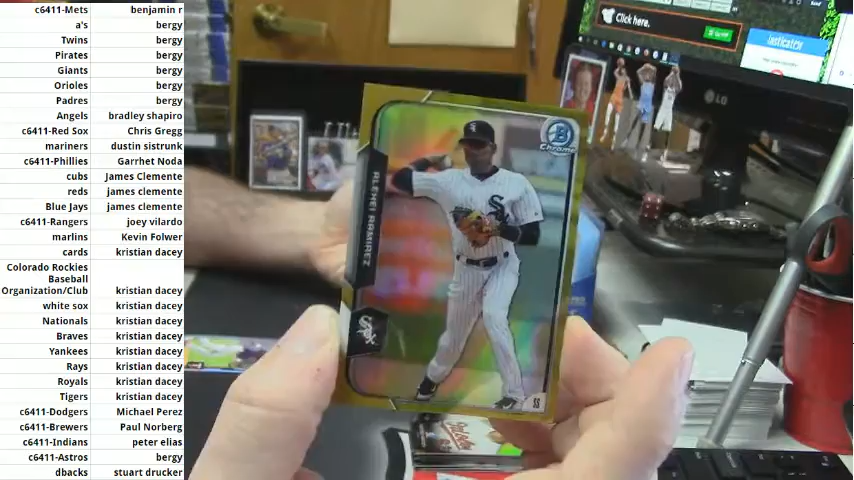 c6411-Mets benjamin r
a's bergy
Twins bergy
Pirates bergy
Giants bergy
Orioles bergy
Padres bergy
Angels bradley shapiro
c6411-Red Sox Chris Gregg
mariners dustin sistrunk
c6411-Phillies Garrhet Noda
cubs James Clemente
reds james clemente
Blue Jays james clemente
c6411-Rangers joey vilardo
marlins Kevin Folwer
cards kristian dacey
Colorado Rockies
Baseball
Organization/Club kristian dacey
white sox kristian dacey
Nationals kristian dacey
Braves kristian dacey
Yankees kristian dacey
Rays kristian dacey
Royals kristian dacey
Tigers kristian dacey
c6411-Dodgers Michael Perez
c6411-Brewers Paul Norberg
c6411-Indians peter elias
c6411-Astros bergy
dbacks stuart drucker
Click here.
LG
B
Chrome
ALEXEI RAMIREZ
Sox
SS